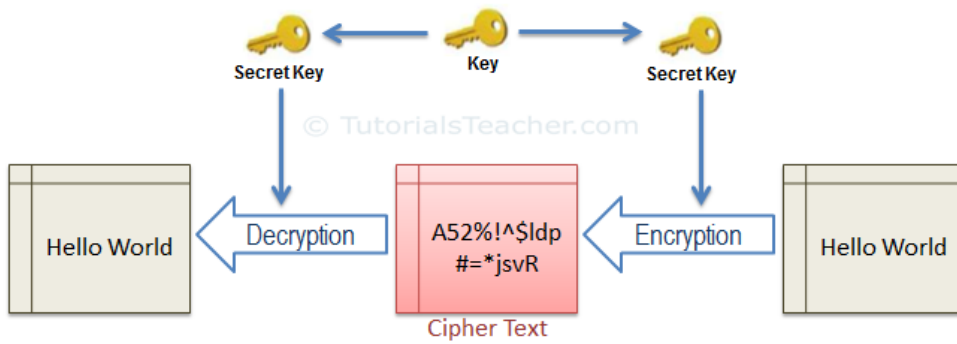 Secret Key
Key
Secret Key
© TutorialsTeacher.com
Hello World
Decryption
A52%!^$ldp
#=*jsvR
Encryption
Hello World
Cipher Text